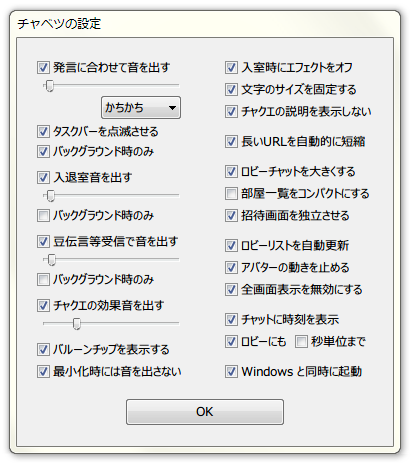 チャベツの設定
発言に合わせて音を出す
かちかち
タスクバーを点滅させる
バックグラウンド時のみ
入退室音を出す
バックグラウンド時のみ
豆伝言等受信で音を出す
バックグラウンド時のみ
チャクエの効果音を出す
バルーンチップを表示する
最小化時には音を出さない
入室時にエフェクトをオフ
文字のサイズを固定する
チャクエの説明を表示しない
長いURLを自動的に短縮
ロビーチャットを大きくする
部屋一覧をコンパクトにする
招待画面を独立させる
ロビーリストを自動更新
アバターの動きを止める
全画面表示を無効にする
チャットに時刻を表示
ロビーにも 秒単位まで
Windows と同時に起動
OK